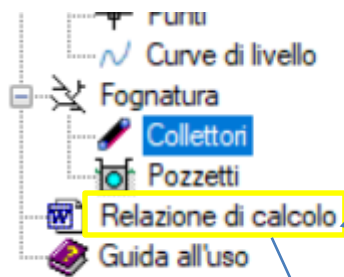 Punti
Curve di livello
Fognatura
Collettori
Pozzetti
Relazione di calcolo
Guida all'uso